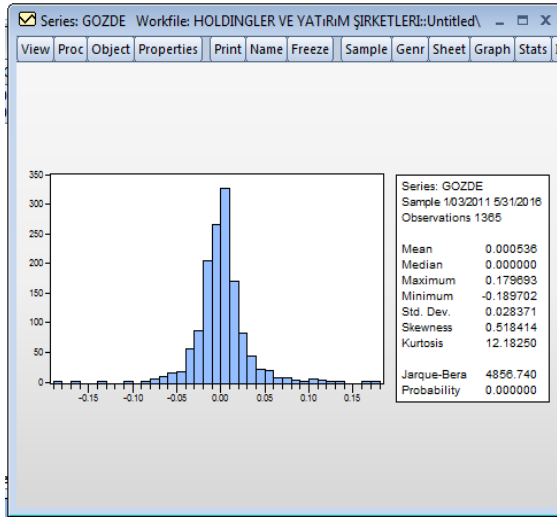 Series: GOZDE Workfile: HOLDINGLER VE YATıRıM ŞIRKETLERI::Untitled\
View Proc Object Properties Print Name Freeze Sample Genr Sheet Graph Stats
350
300
250
200
150
100
50
0
-0.15 -0.10 -0.05 0.00 0.05 0.10 0.15
Series: GOZDE
Sample 1/03/2011 5/31/2016
Observations 1365
Mean 0.000536
Median 0.000000
Maximum 0.179693
Minimum -0.189702
Std. Dev. 0.028371
Skewness 0.518414
Kurtosis 12.18250
Jarque-Bera 4856.740
Probability 0.000000